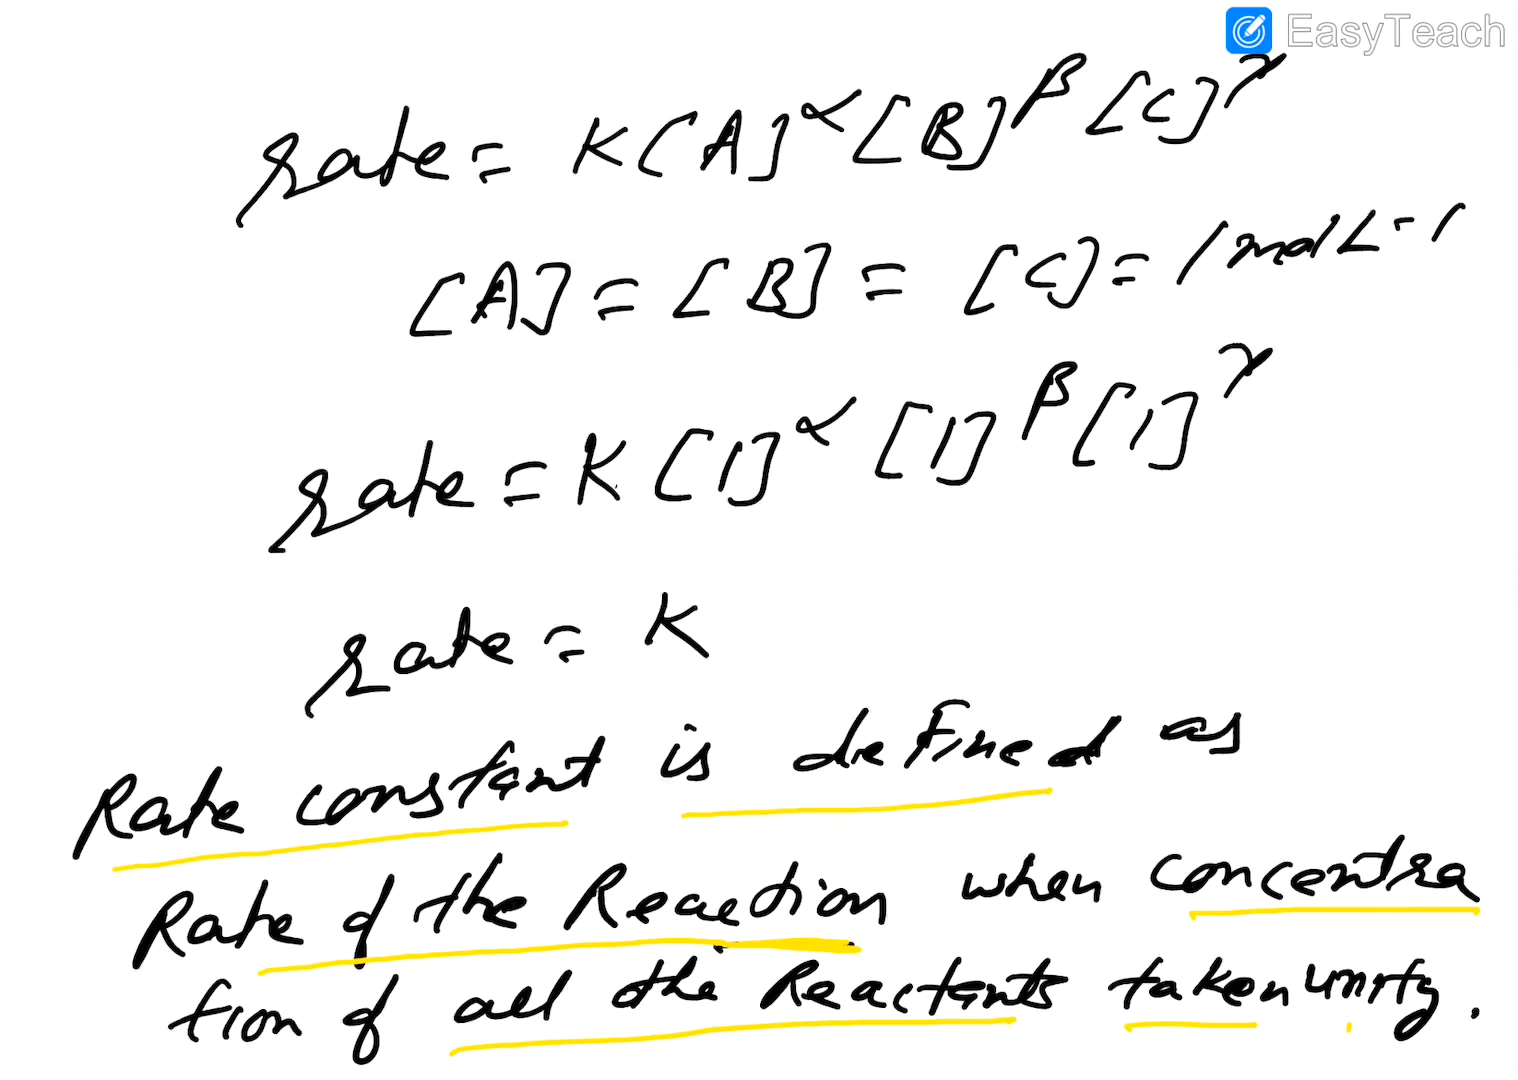 EasyTeach
rate = K[A]^α [B]^β [C]^γ
[A] = [B] = [C] = 1 mol L-1
rate = K [1]^α [1]^β [1]^γ
rate = K
Rate constant is defined as
Rate of the Reaction when concentra
tion of all the Reactants taken unity.